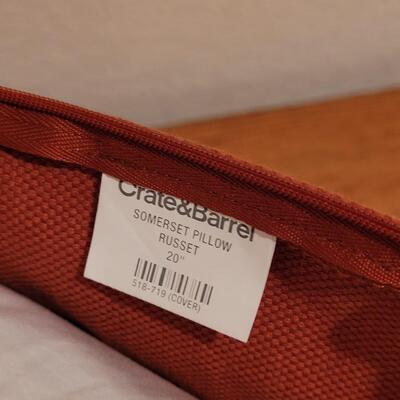 Crate&Barrel
SOMERSET PILLOW
RUSSET
20"
518-719 (COVER)